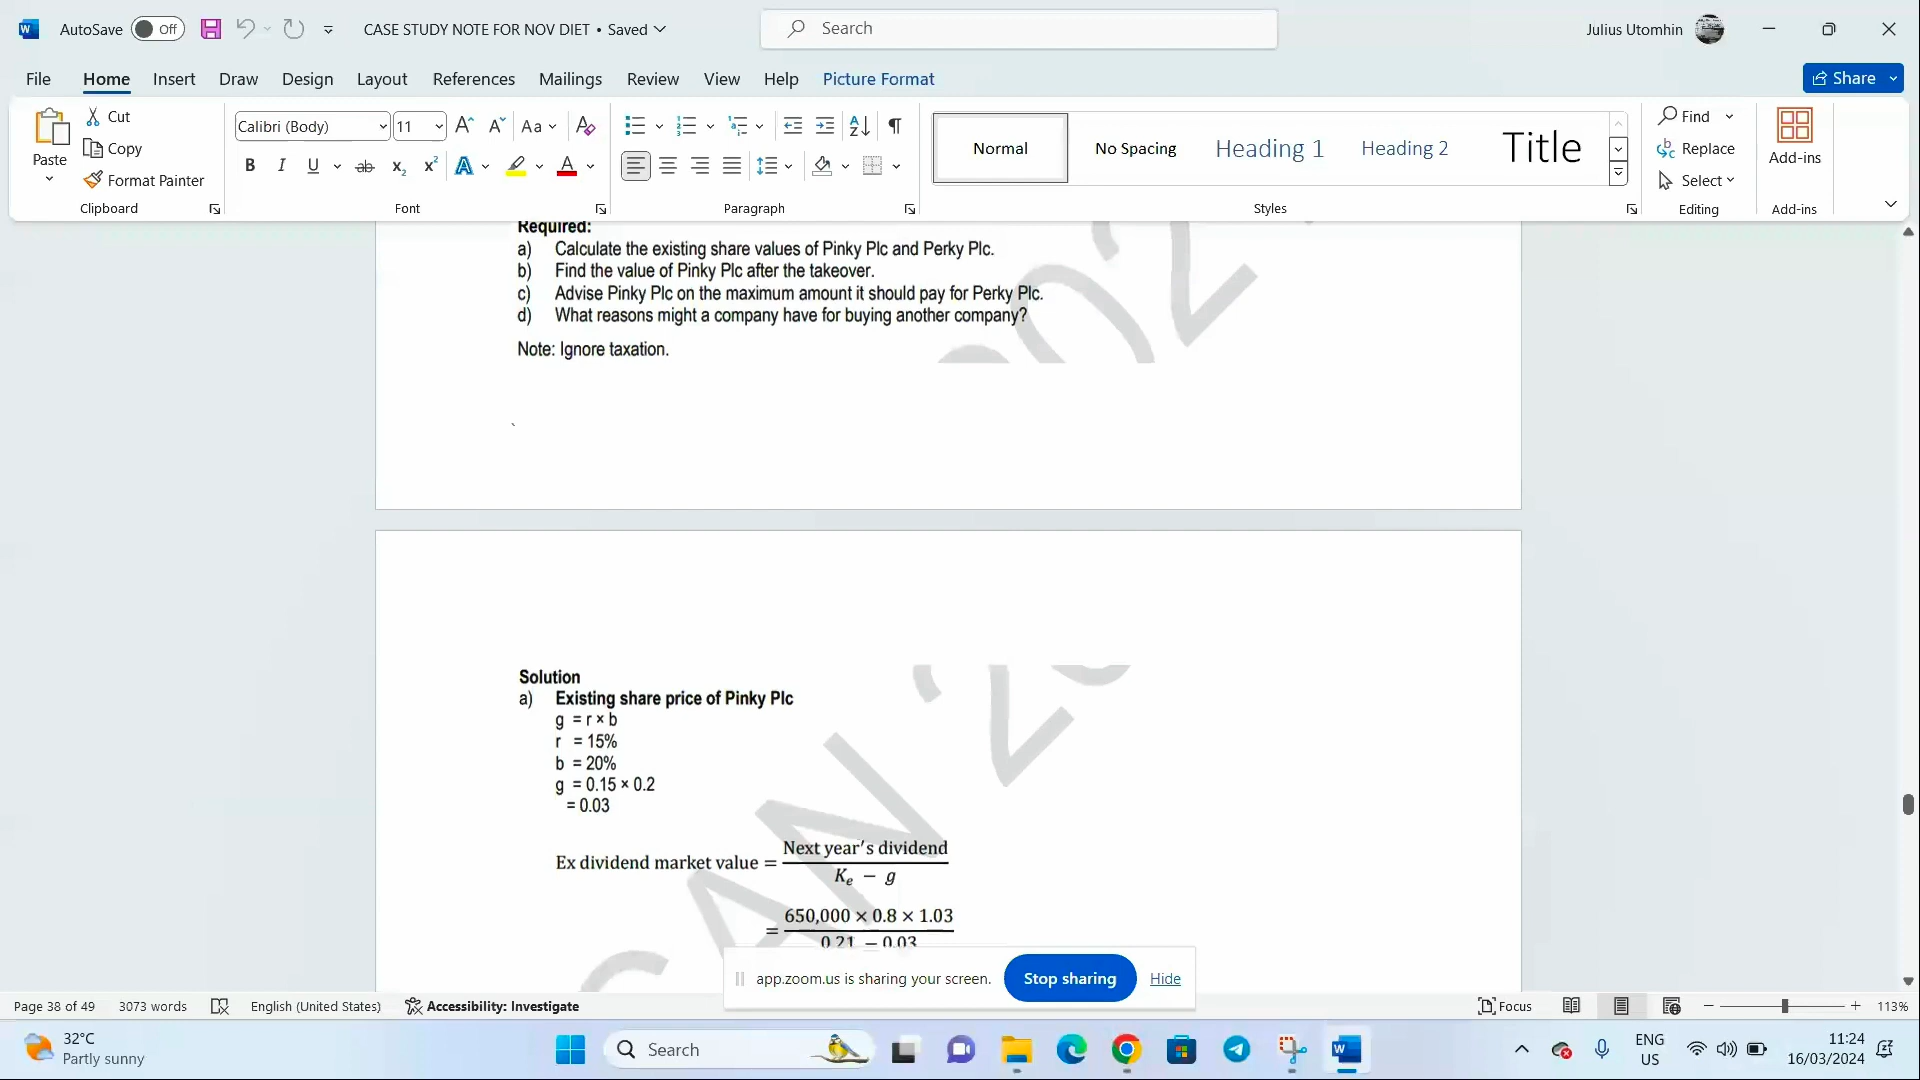 AutoSave Off CASE STUDY NOTE FOR NOV DIET • Saved Search Julius Utomhin
File Home Insert Draw Design Layout References Mailings Review View Help Picture Format Share
Paste Cut Copy Format Painter
Calibri (Body) 11 Aa
Normal No Spacing Heading 1 Heading 2 Title
Find Replace Select Add-ins
Clipboard Font Paragraph Styles Editing Add-ins
Required:
a) Calculate the existing share values of Pinky Plc and Perky Plc.
b) Find the value of Pinky Plc after the takeover.
c) Advise Pinky Plc on the maximum amount it should pay for Perky Plc.
d) What reasons might a company have for buying another company?
Note: Ignore taxation.
Solution
a) Existing share price of Pinky Plc
g = r × b
r = 15%
b = 20%
g = 0.15 × 0.2
= 0.03
Ex dividend market value = Next year's dividend
Ke − g
= 650,000 × 0.8 × 1.03
0.21 − 0.03
app.zoom.us is sharing your screen. Stop sharing Hide
Page 38 of 49 3073 words English (United States) Accessibility: Investigate Focus 113%
32°C
Partly sunny
Search
ENG
US
11:24
16/03/2024